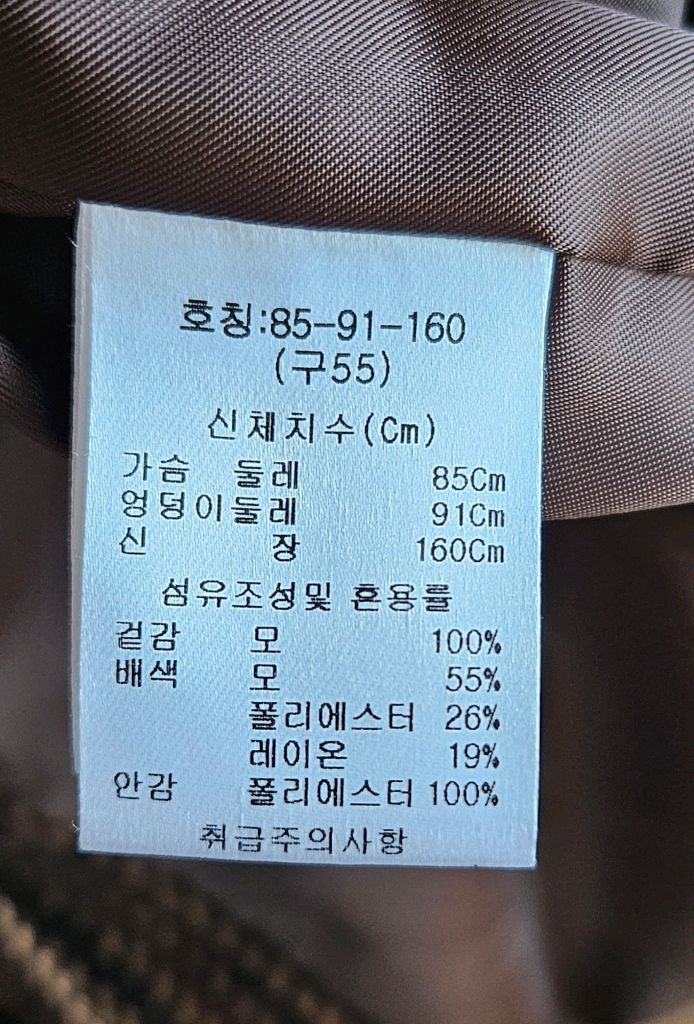 호칭:85-91-160
(구55)
신체치수(Cm)
가슴 둘레 85Cm
엉덩이둘레 91Cm
신 장 160Cm
섬유조성및 혼용률
겉감 모 100%
배색 모 55%
폴리에스터 26%
레이온 19%
안감 폴리에스터 100%
취급주의사항